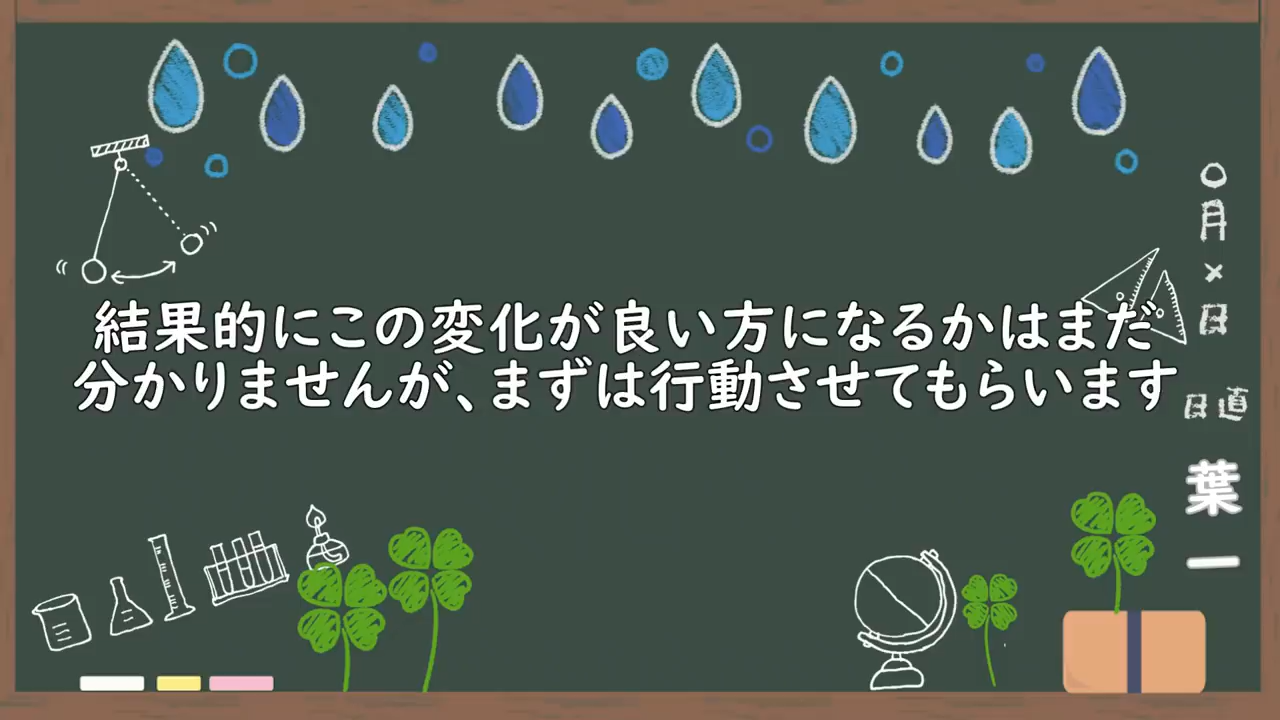 結果的にこの変化が良い方になるかはまだ
分かりませんが、まずは行動させてもらいます
〇月×日
日直
葉一